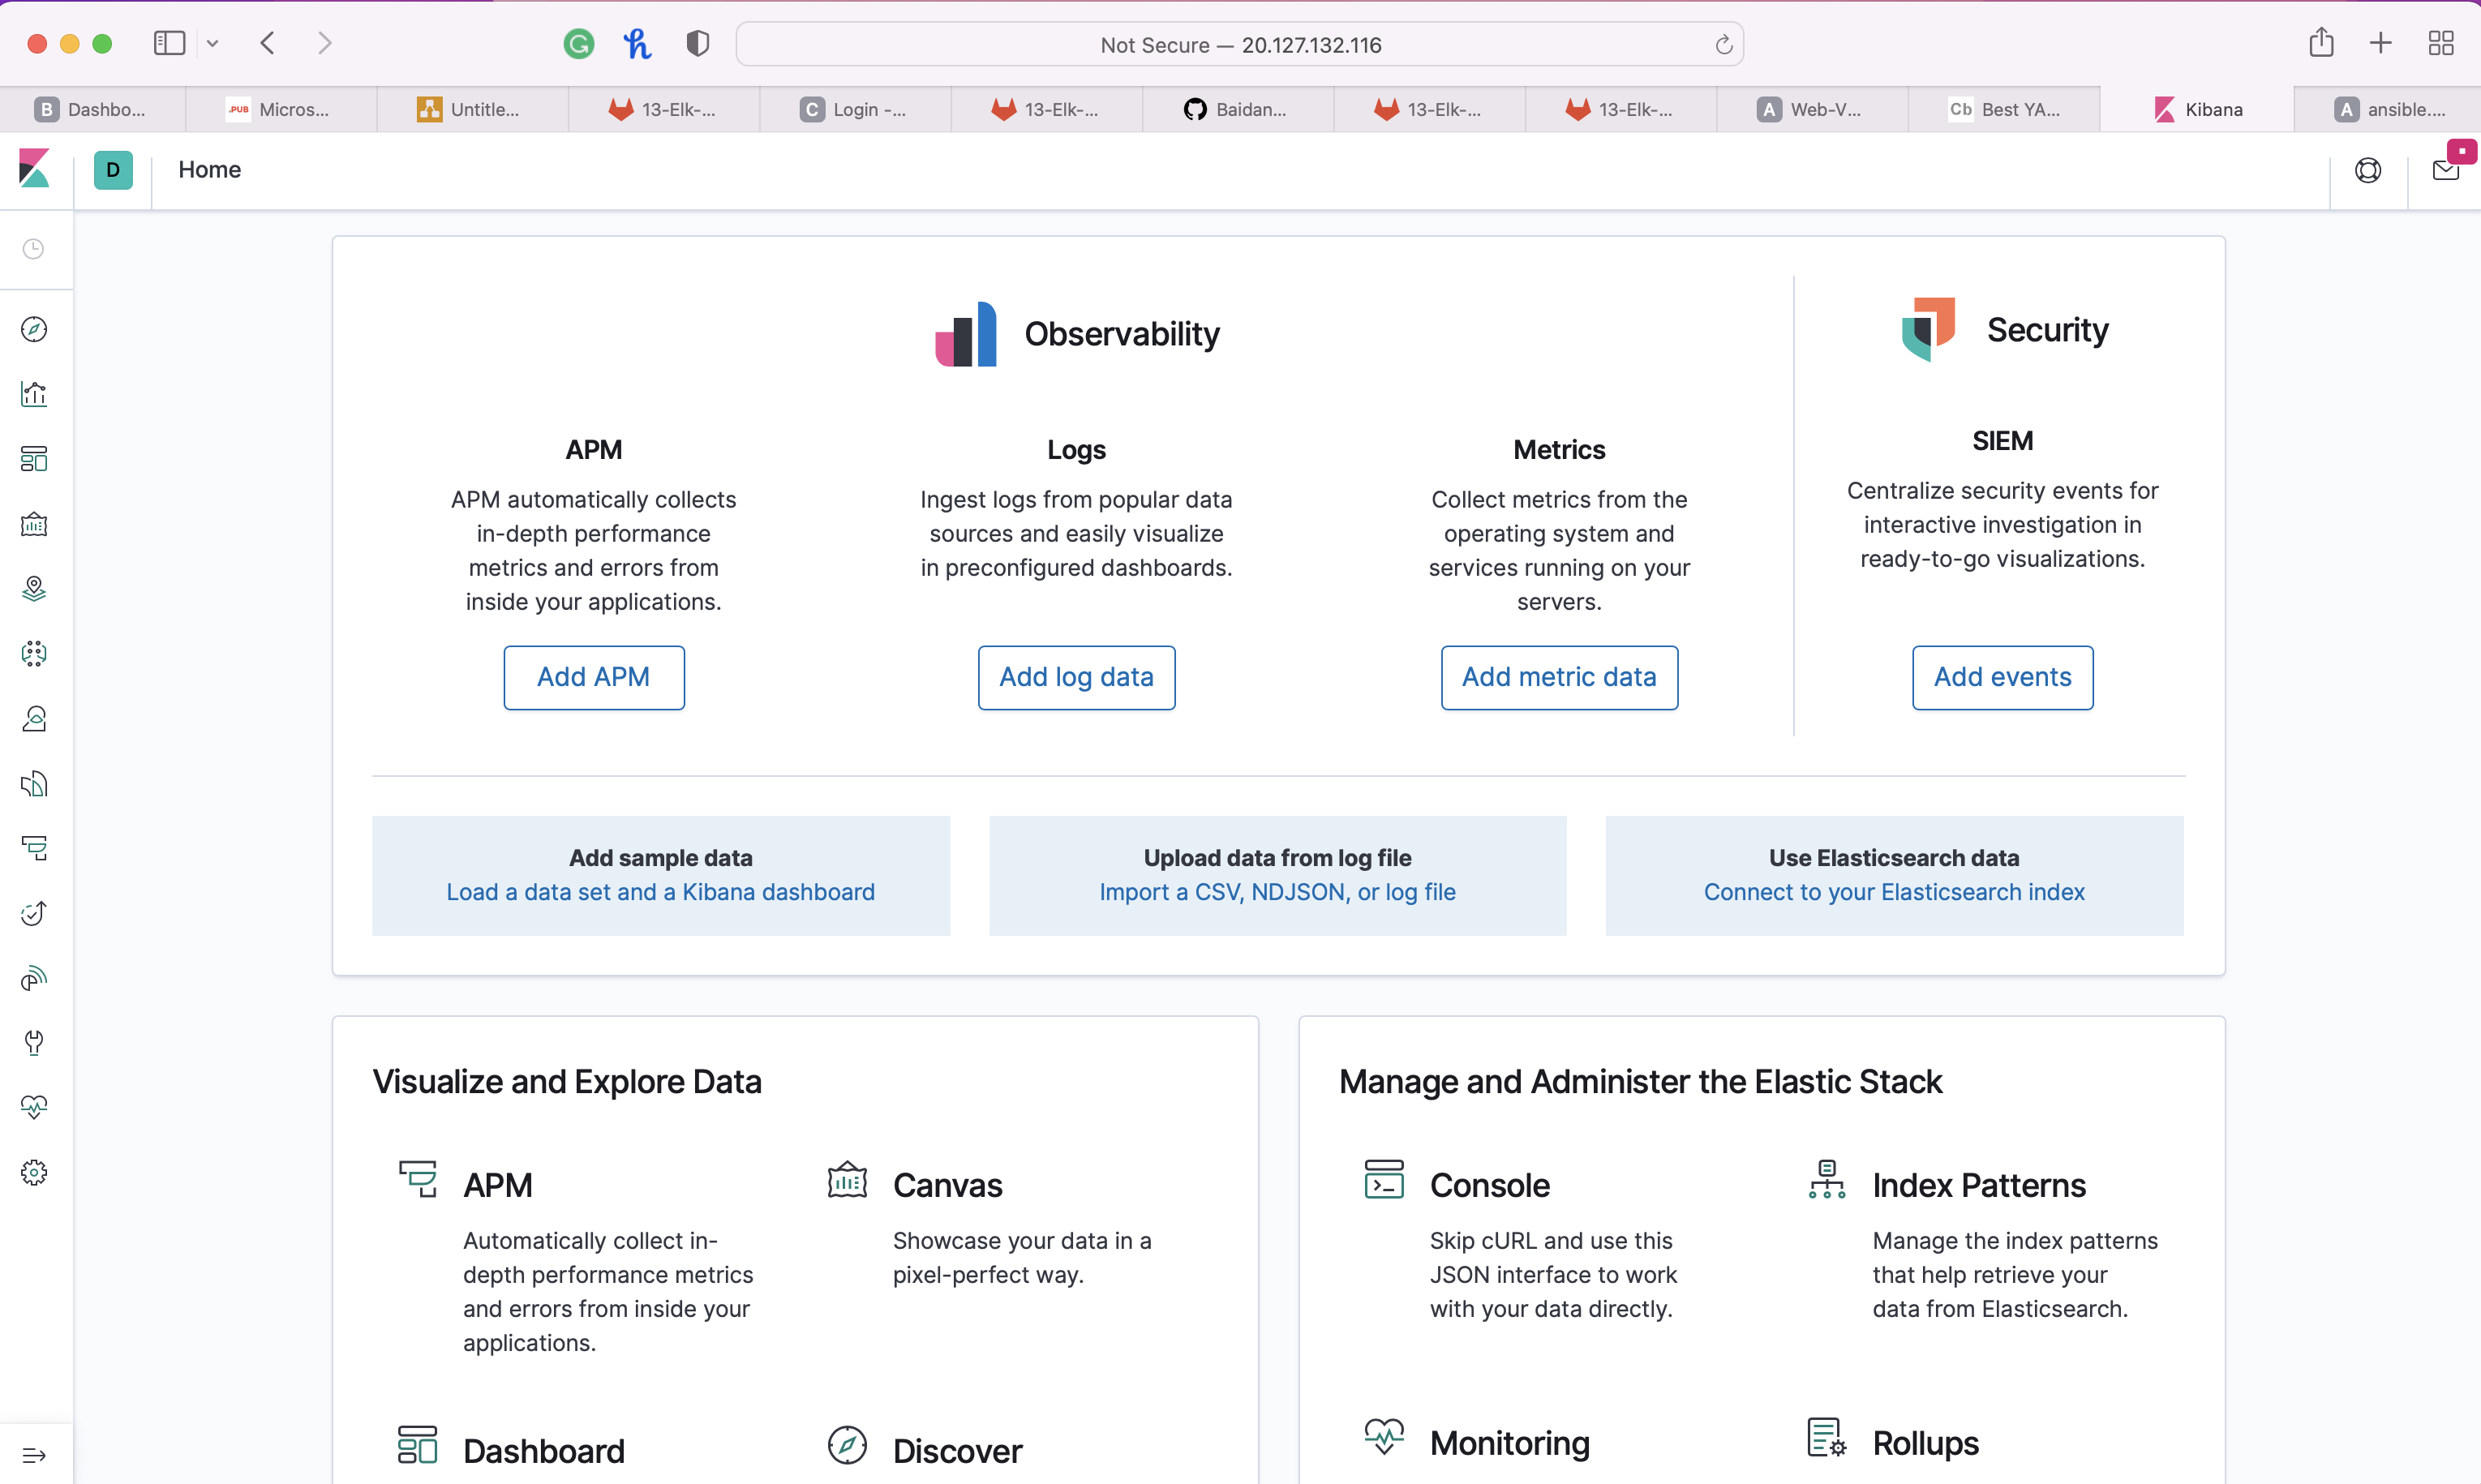 Not Secure — 20.127.132.116
B Dashbo...
.PUB Micros...
Untitle...
13-Elk-...
C Login -...
13-Elk-...
Baidan...
13-Elk-...
13-Elk-...
A Web-V...
Cb Best YA...
Kibana
A ansible....
D
Home
Observability
APM
APM automatically collects
in-depth performance
metrics and errors from
inside your applications.
Add APM
Logs
Ingest logs from popular data
sources and easily visualize
in preconfigured dashboards.
Add log data
Metrics
Collect metrics from the
operating system and
services running on your
servers.
Add metric data
Security
SIEM
Centralize security events for
interactive investigation in
ready-to-go visualizations.
Add events
Add sample data
Load a data set and a Kibana dashboard
Upload data from log file
Import a CSV, NDJSON, or log file
Use Elasticsearch data
Connect to your Elasticsearch index
Visualize and Explore Data
APM
Automatically collect in-
depth performance metrics
and errors from inside your
applications.
Canvas
Showcase your data in a
pixel-perfect way.
Dashboard
Discover
Manage and Administer the Elastic Stack
Console
Skip cURL and use this
JSON interface to work
with your data directly.
Index Patterns
Manage the index patterns
that help retrieve your
data from Elasticsearch.
Monitoring
Rollups